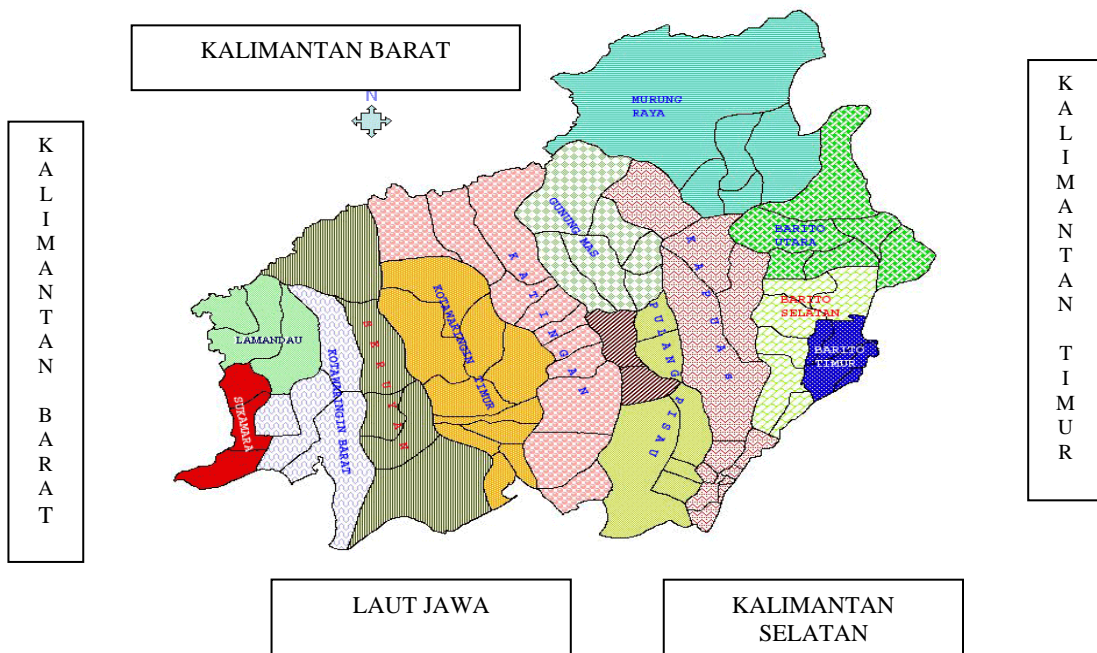 KALIMANTAN BARAT
N
KALIMANTAN BARAT
KALIMANTAN TIMUR
MURUNG
RAYA
GUNUNG MAS
BARITO
UTARA
KATINGAN
KAPUAs
BARITO
SELATAN
KOTAWARINGIN TIMUR
PULANG PISAU
LAMANDAU
SERUYAN
BARITO
TIMUR
KOTAWARINGIN BARAT
SUKAMARA
LAUT JAWA
KALIMANTAN
SELATAN